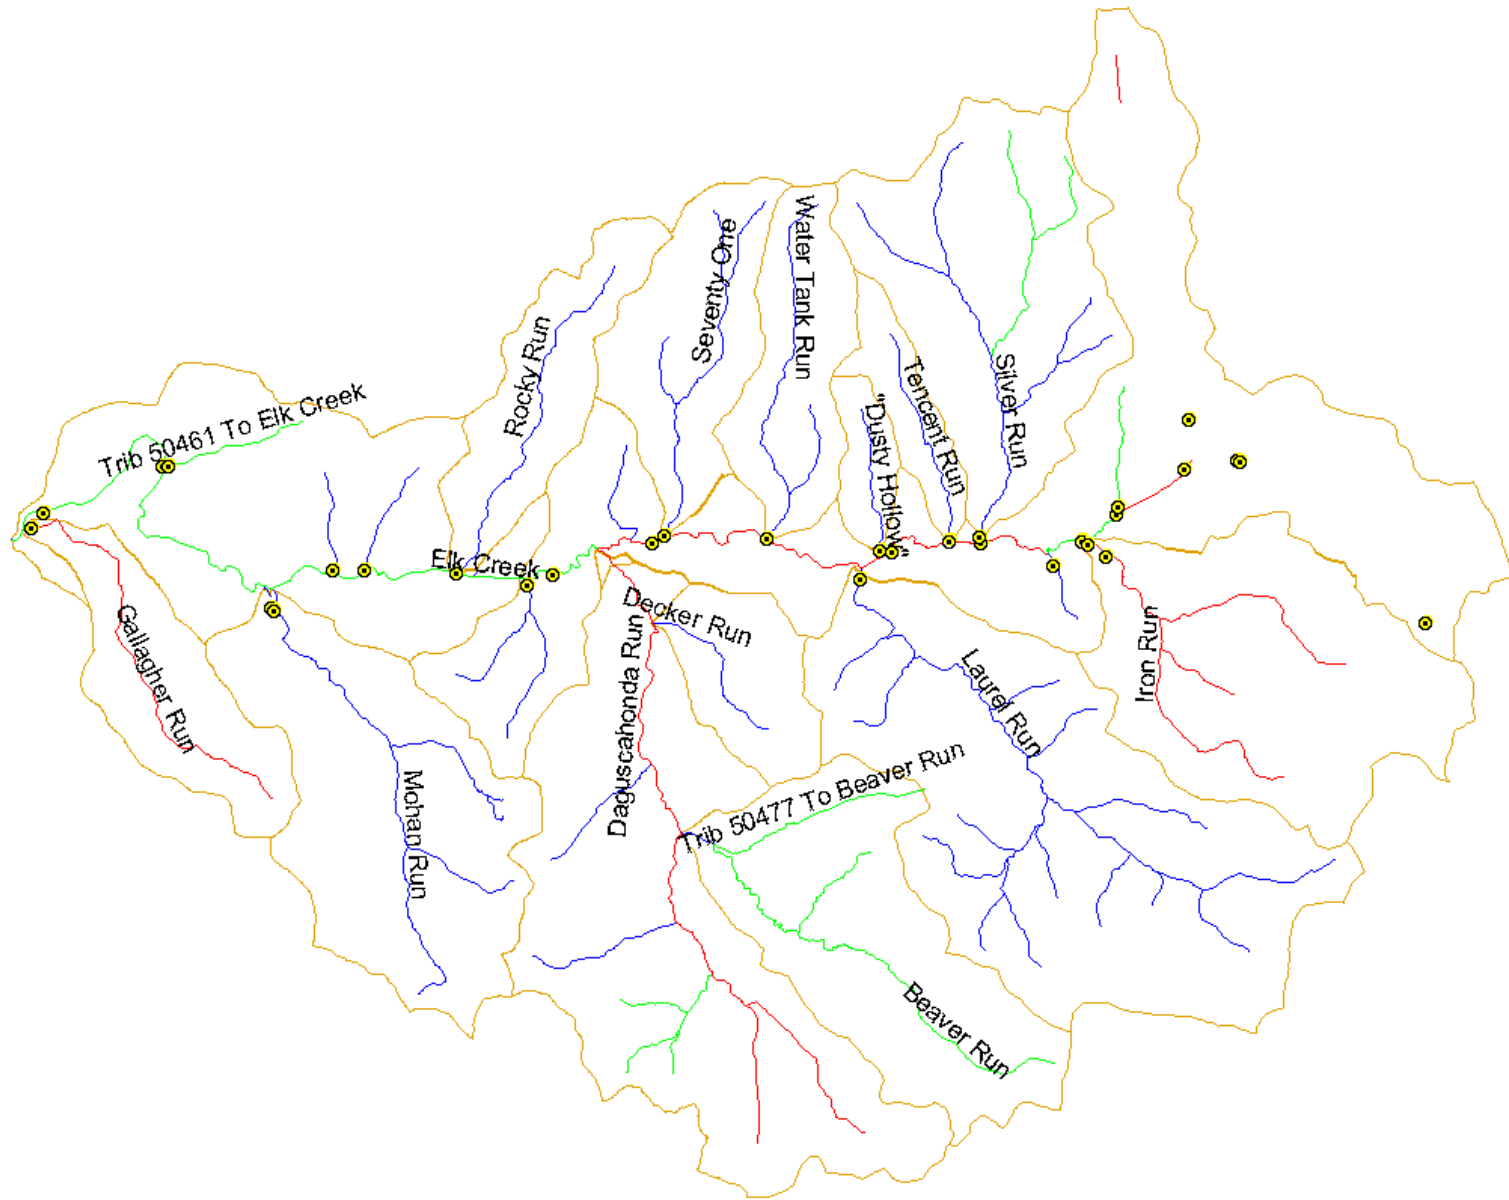 Water Tank Run
Seventy One
Rocky Run
Silver Run
Tencent Run
"Dusty Hollow"
Trib 50461 To Elk Creek
Elk Creek
Decker Run
Gallagher Run
Iron Run
Daguscahonda Run
Laurel Run
Mohan Run
Trib 50477 To Beaver Run
Beaver Run